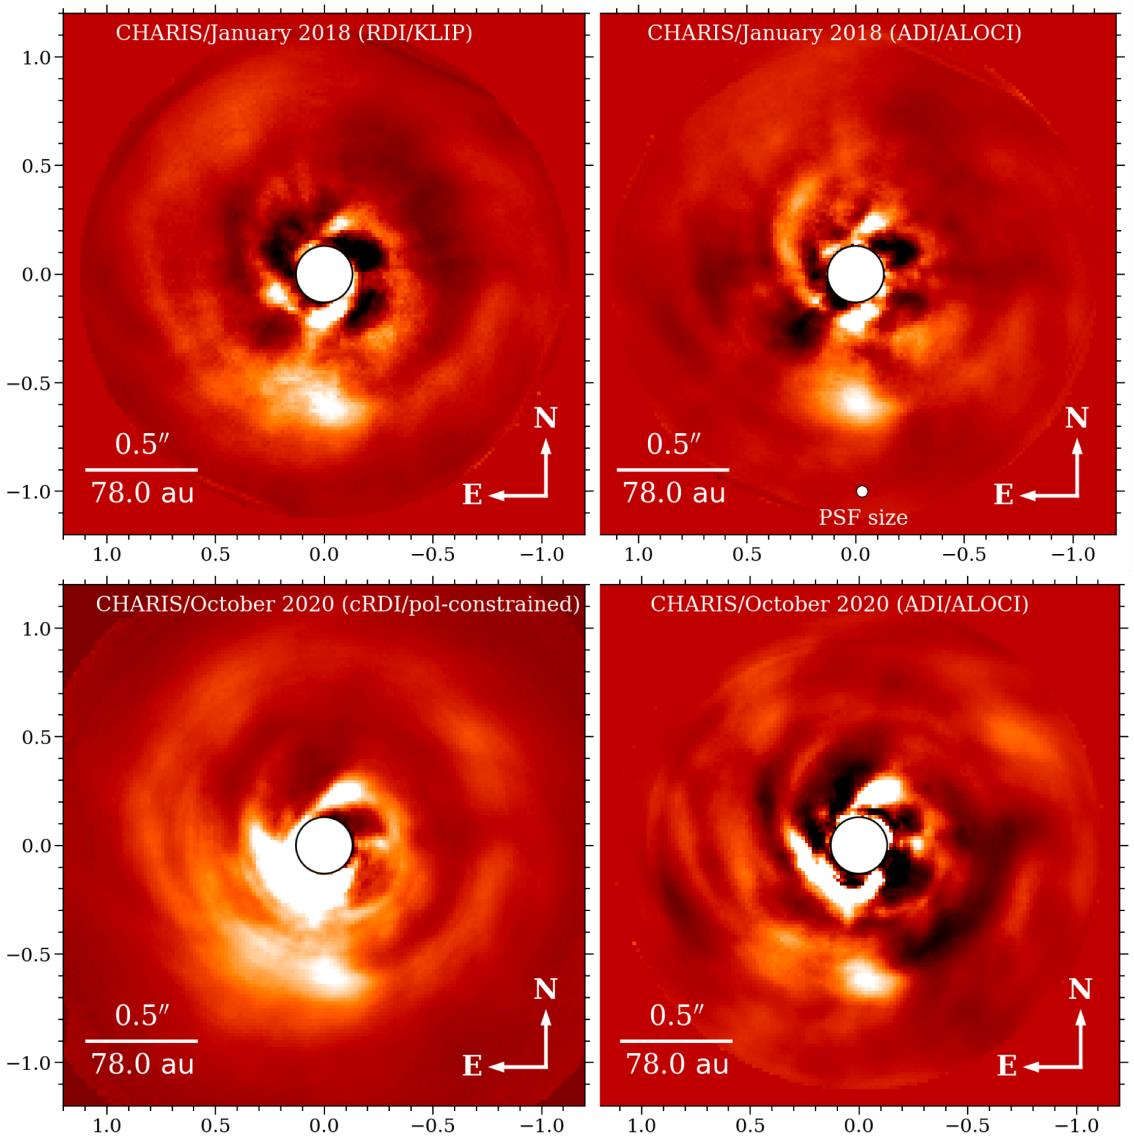 CHARIS/January 2018 (RDI/KLIP)
1.0
0.5
0.0
−0.5
−1.0
N
E
0.5″
78.0 au
1.0 0.5 0.0 −0.5 −1.0
CHARIS/January 2018 (ADI/ALOCI)
N
E
0.5″
78.0 au
PSF size
1.0 0.5 0.0 −0.5 −1.0
CHARIS/October 2020 (cRDI/pol-constrained)
1.0
0.5
0.0
−0.5
−1.0
N
E
0.5″
78.0 au
1.0 0.5 0.0 −0.5 −1.0
CHARIS/October 2020 (ADI/ALOCI)
N
E
0.5″
78.0 au
1.0 0.5 0.0 −0.5 −1.0